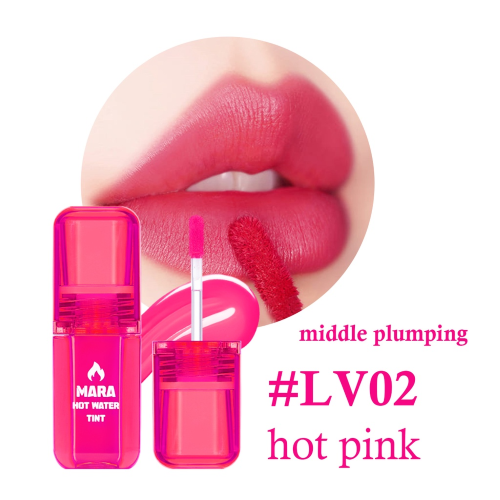 middle plumping
#LV02
hot pink
MARA
HOT WATER
TINT